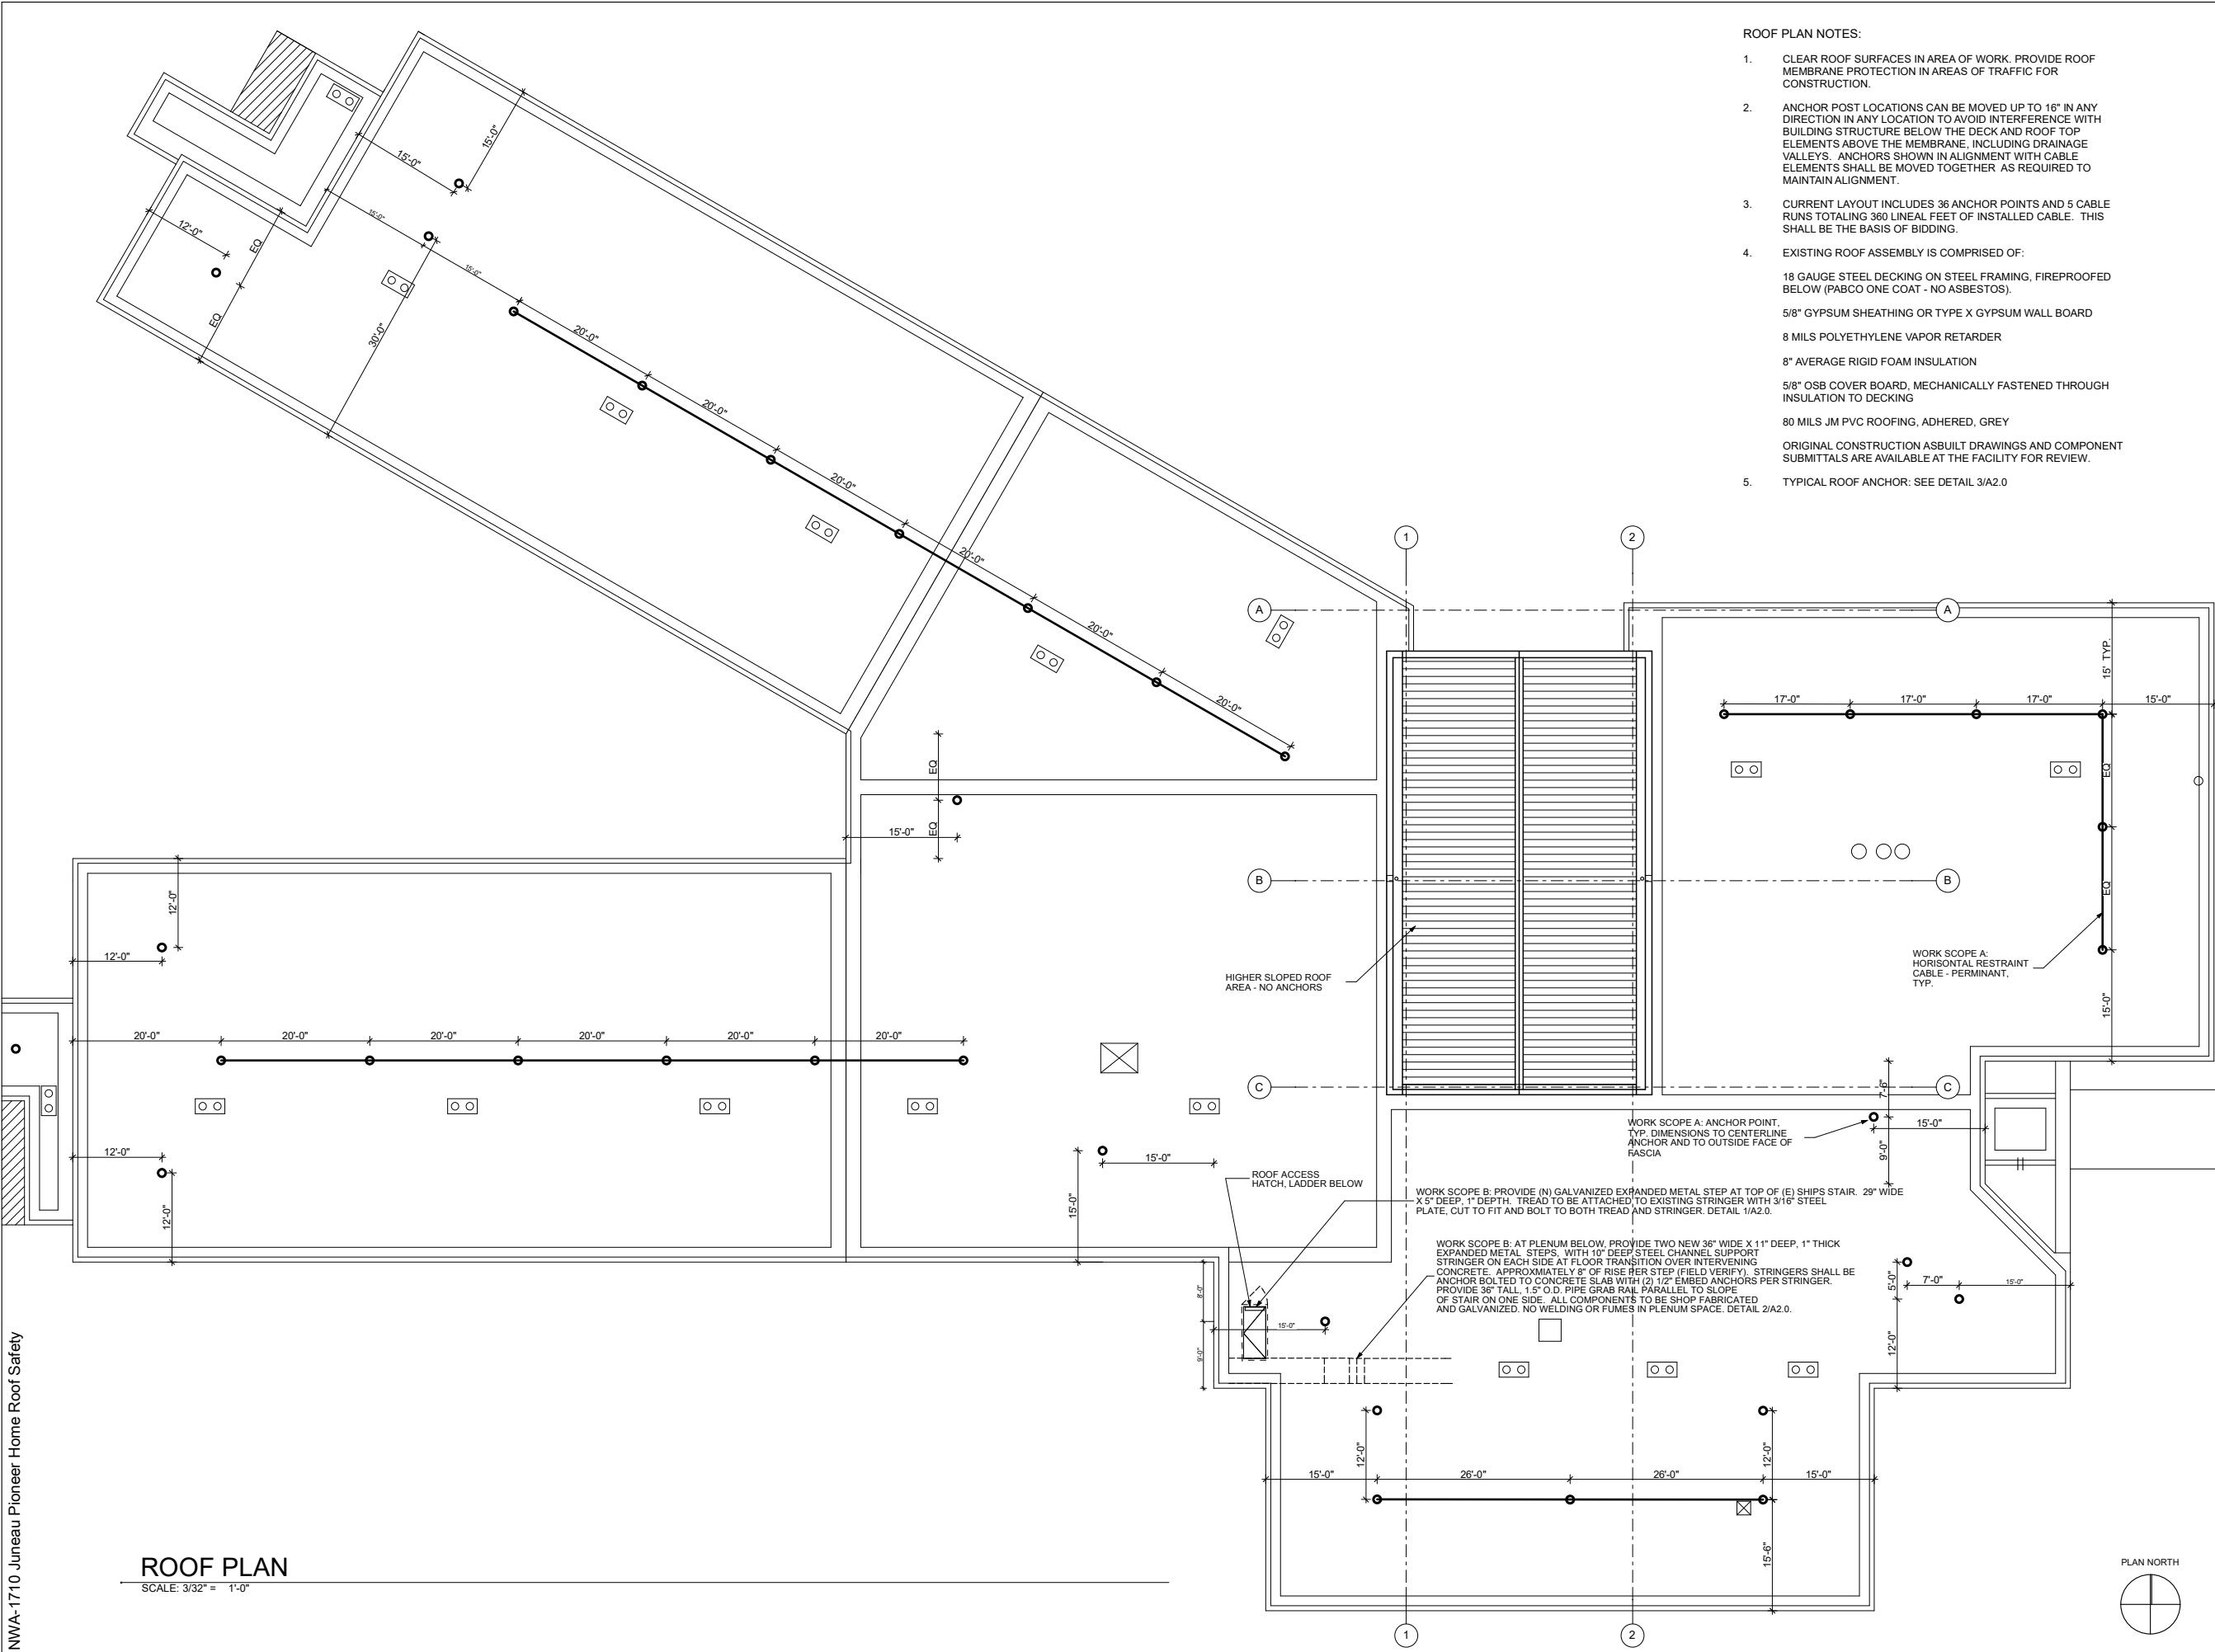 ROOF PLAN NOTES:
1. CLEAR ROOF SURFACES IN AREA OF WORK. PROVIDE ROOF
MEMBRANE PROTECTION IN AREAS OF TRAFFIC FOR
CONSTRUCTION.
2. ANCHOR POST LOCATIONS CAN BE MOVED UP TO 16" IN ANY
DIRECTION IN ANY LOCATION TO AVOID INTERFERENCE WITH
BUILDING STRUCTURE BELOW THE DECK AND ROOF TOP
ELEMENTS ABOVE THE MEMBRANE, INCLUDING DRAINAGE
VALLEYS. ANCHORS SHOWN IN ALIGNMENT WITH CABLE
ELEMENTS SHALL BE MOVED TOGETHER AS REQUIRED TO
MAINTAIN ALIGNMENT.
3. CURRENT LAYOUT INCLUDES 36 ANCHOR POINTS AND 5 CABLE
RUNS TOTALING 360 LINEAL FEET OF INSTALLED CABLE. THIS
SHALL BE THE BASIS OF BIDDING.
4. EXISTING ROOF ASSEMBLY IS COMPRISED OF:
18 GAUGE STEEL DECKING ON STEEL FRAMING, FIREPROOFED
BELOW (PABCO ONE COAT - NO ASBESTOS).
5/8" GYPSUM SHEATHING OR TYPE X GYPSUM WALL BOARD
8 MILS POLYETHYLENE VAPOR RETARDER
8" AVERAGE RIGID FOAM INSULATION
5/8" OSB COVER BOARD, MECHANICALLY FASTENED THROUGH
INSULATION TO DECKING
80 MILS JM PVC ROOFING, ADHERED, GREY
ORIGINAL CONSTRUCTION ASBUILT DRAWINGS AND COMPONENT
SUBMITTALS ARE AVAILABLE AT THE FACILITY FOR REVIEW.
5. TYPICAL ROOF ANCHOR: SEE DETAIL 3/A2.0
15'-0"
15'-0"
15'-0"
15'-0"
12'-0"
EQ
EQ
30'-0"
20'-0"
20'-0"
20'-0"
20'-0"
20'-0"
20'-0"
1
2
A
A
15' TYP.
17'-0"
17'-0"
17'-0"
15'-0"
EQ
EQ
15'-0"
EQ
EQ
15'-0"
B
B
12'-0"
12'-0"
HIGHER SLOPED ROOF
AREA - NO ANCHORS
WORK SCOPE A:
HORISONTAL RESTRAINT
CABLE - PERMINANT,
TYP.
20'-0"
20'-0"
20'-0"
20'-0"
20'-0"
20'-0"
C
C
7'-6"
15'-0"
9'-0"
WORK SCOPE A: ANCHOR POINT,
TYP. DIMENSIONS TO CENTERLINE
ANCHOR AND TO OUTSIDE FACE OF
FASCIA
12'-0"
12'-0"
15'-0"
15'-0"
ROOF ACCESS
HATCH, LADDER BELOW
WORK SCOPE B: PROVIDE (N) GALVANIZED EXPANDED METAL STEP AT TOP OF (E) SHIPS STAIR. 29" WIDE
X 5" DEEP, 1" DEPTH. TREAD TO BE ATTACHED TO EXISTING STRINGER WITH 3/16" STEEL
PLATE, CUT TO FIT AND BOLT TO BOTH TREAD AND STRINGER. DETAIL 1/A2.0.
WORK SCOPE B: AT PLENUM BELOW, PROVIDE TWO NEW 36" WIDE X 11" DEEP, 1" THICK
EXPANDED METAL STEPS, WITH 10" DEEP STEEL CHANNEL SUPPORT
STRINGER ON EACH SIDE AT FLOOR TRANSITION OVER INTERVENING
CONCRETE. APPROXMIATELY 8" OF RISE PER STEP (FIELD VERIFY). STRINGERS SHALL BE
ANCHOR BOLTED TO CONCRETE SLAB WITH (2) 1/2" EMBED ANCHORS PER STRINGER.
PROVIDE 36" TALL, 1.5" O.D. PIPE GRAB RAIL PARALLEL TO SLOPE
OF STAIR ON ONE SIDE. ALL COMPONENTS TO BE SHOP FABRICATED
AND GALVANIZED. NO WELDING OR FUMES IN PLENUM SPACE. DETAIL 2/A2.0.
8'-0"
9'-0"
15'-0"
5'-0"
7'-0"
15'-0"
12'-0"
12'-0"
12'-0"
15'-0"
26'-0"
26'-0"
15'-0"
15'-6"
1
2
NWA-1710 Juneau Pioneer Home Roof Safety
ROOF PLAN
SCALE: 3/32" = 1'-0"
PLAN NORTH